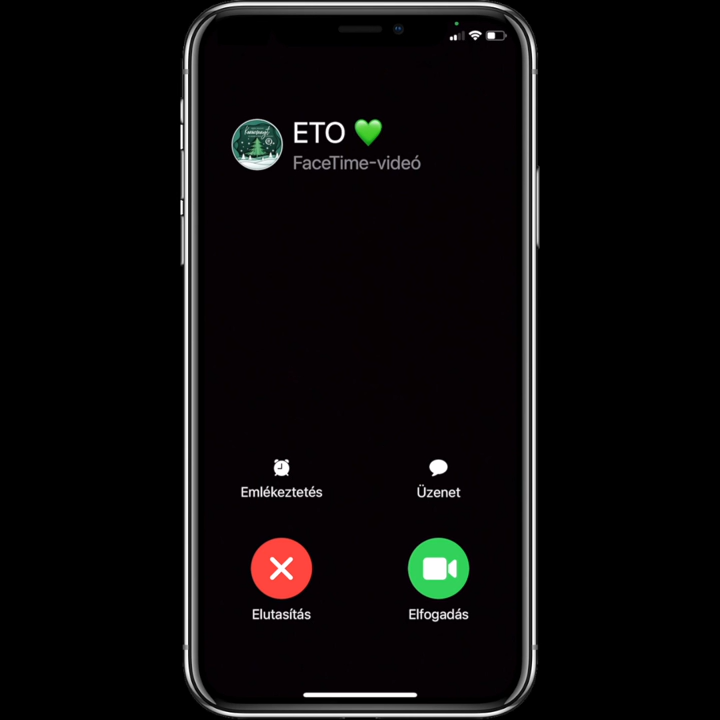 ETO 💚
FaceTime-videó
Emlékeztetés
Üzenet
Elutasítás
Elfogadás